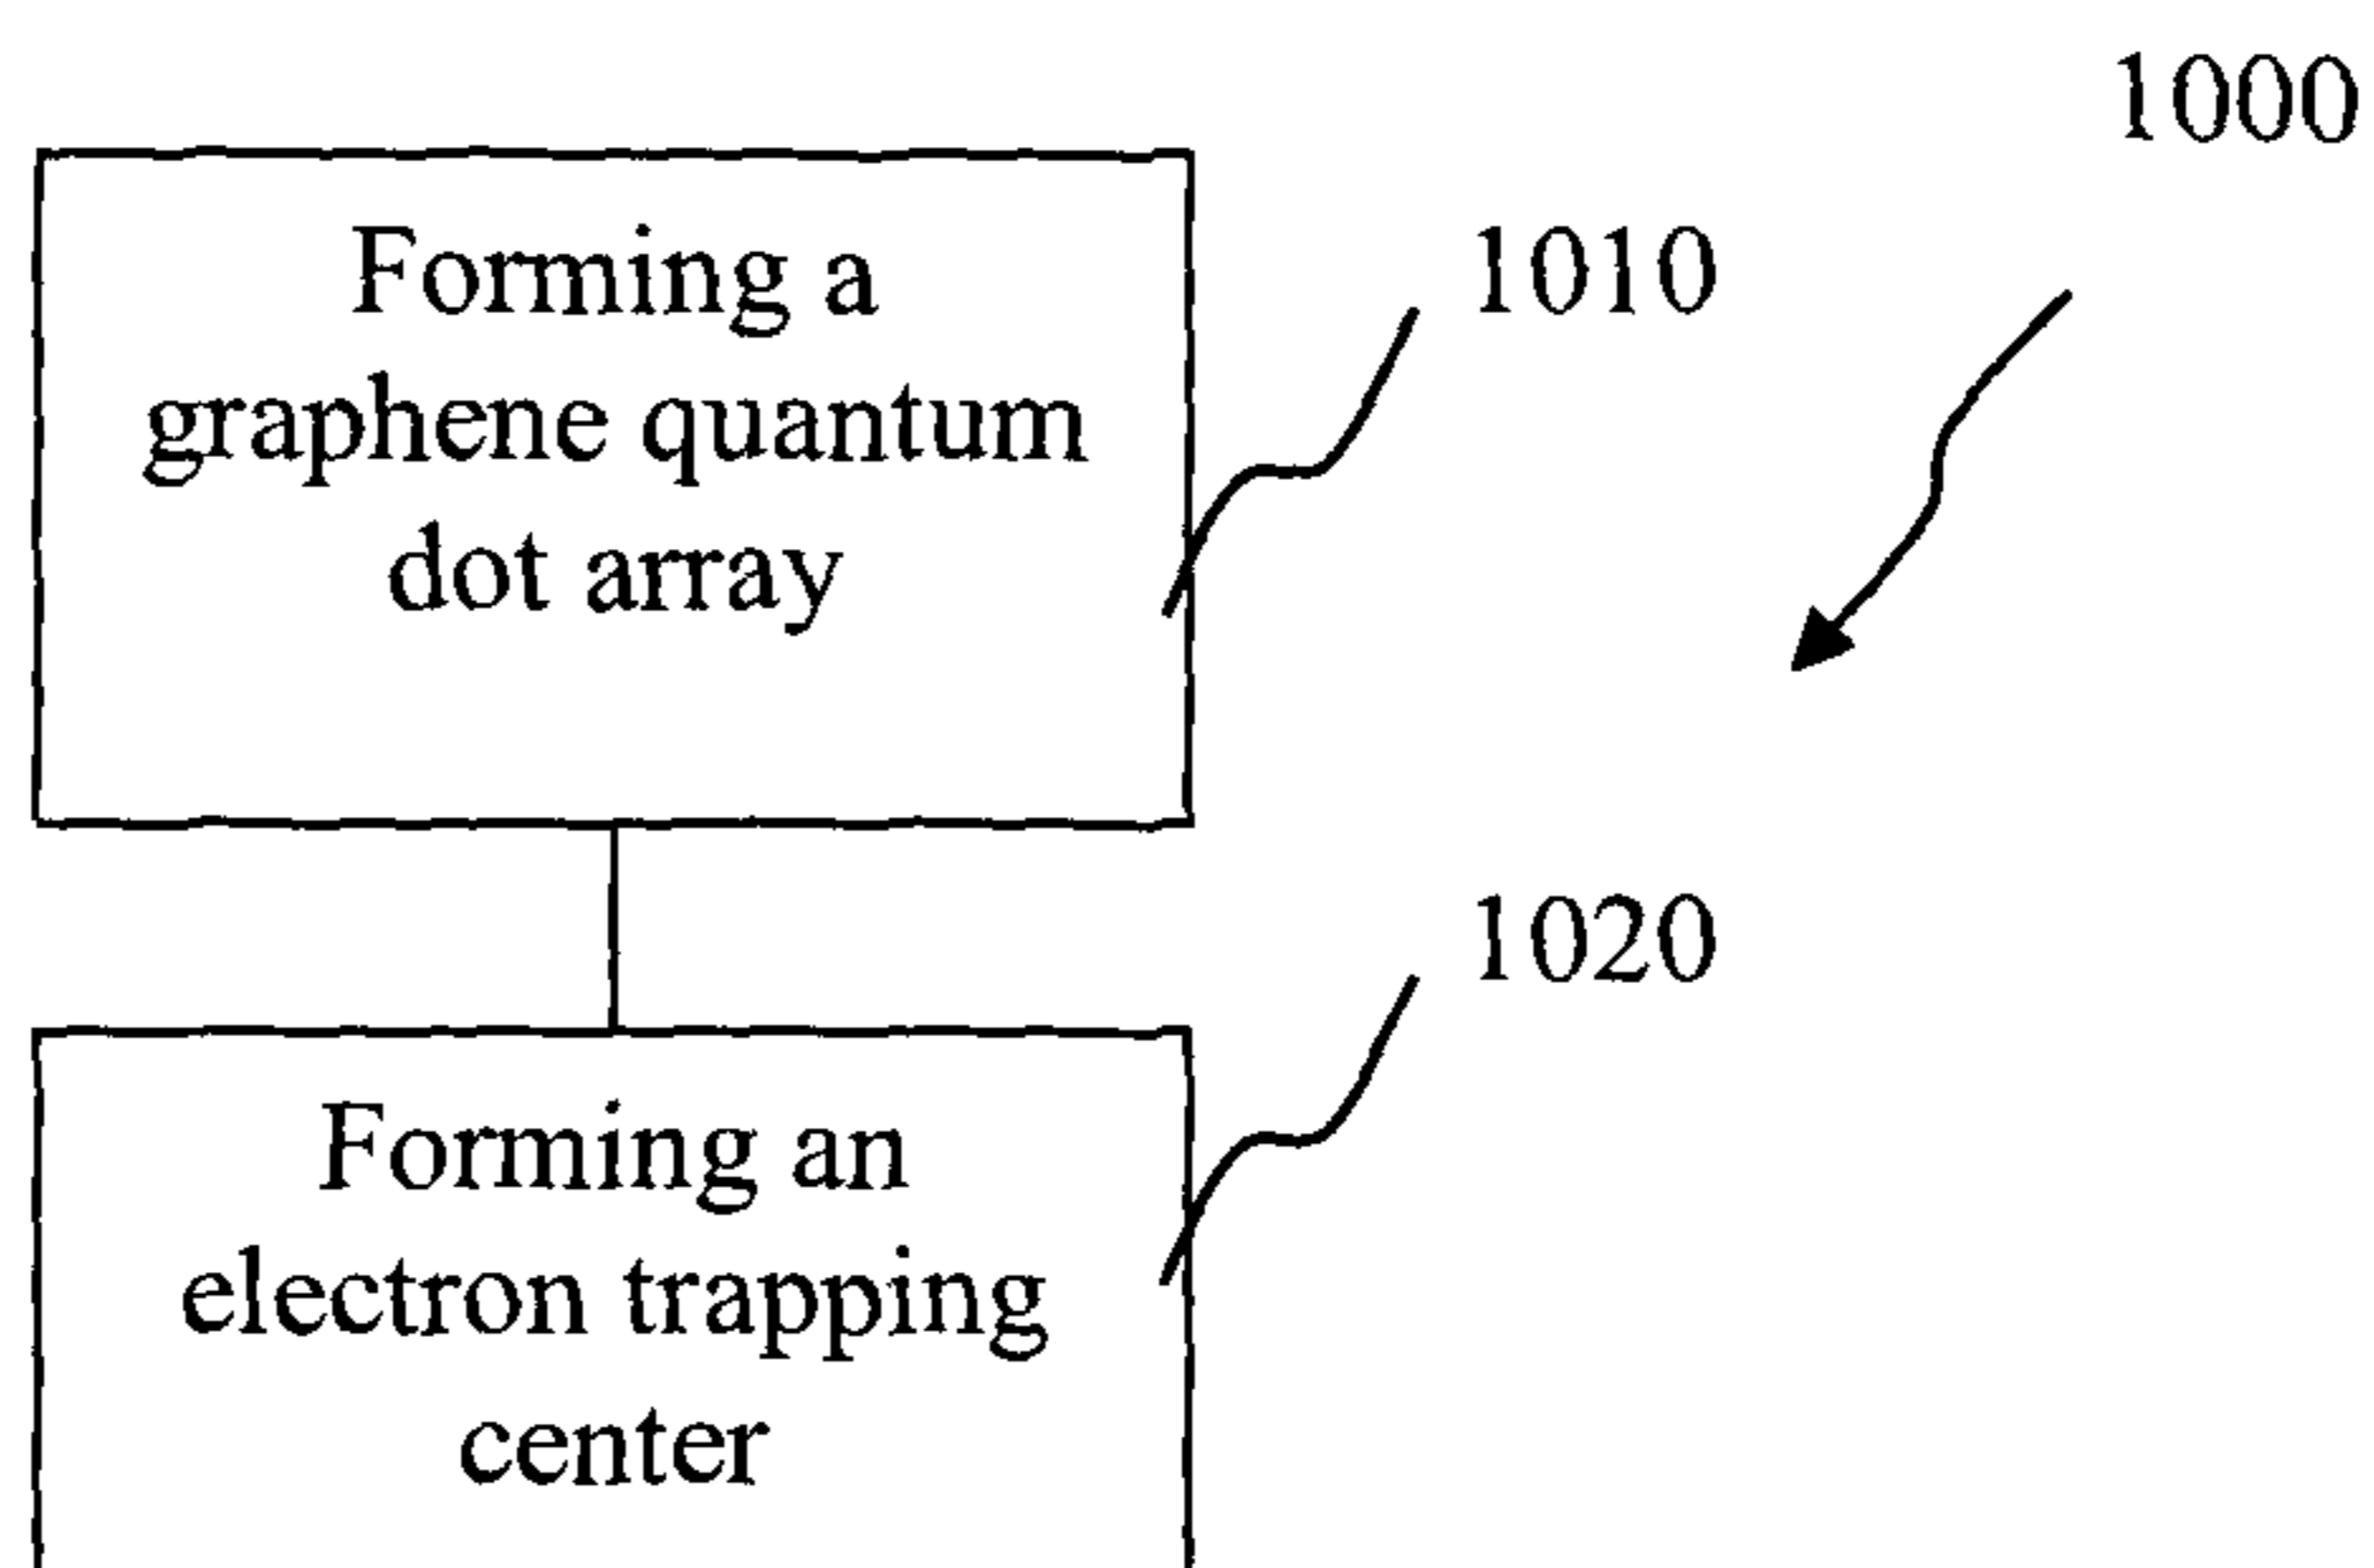 1000
Forming a
graphene quantum
dot array
1010
1020
Forming an
electron trapping
center